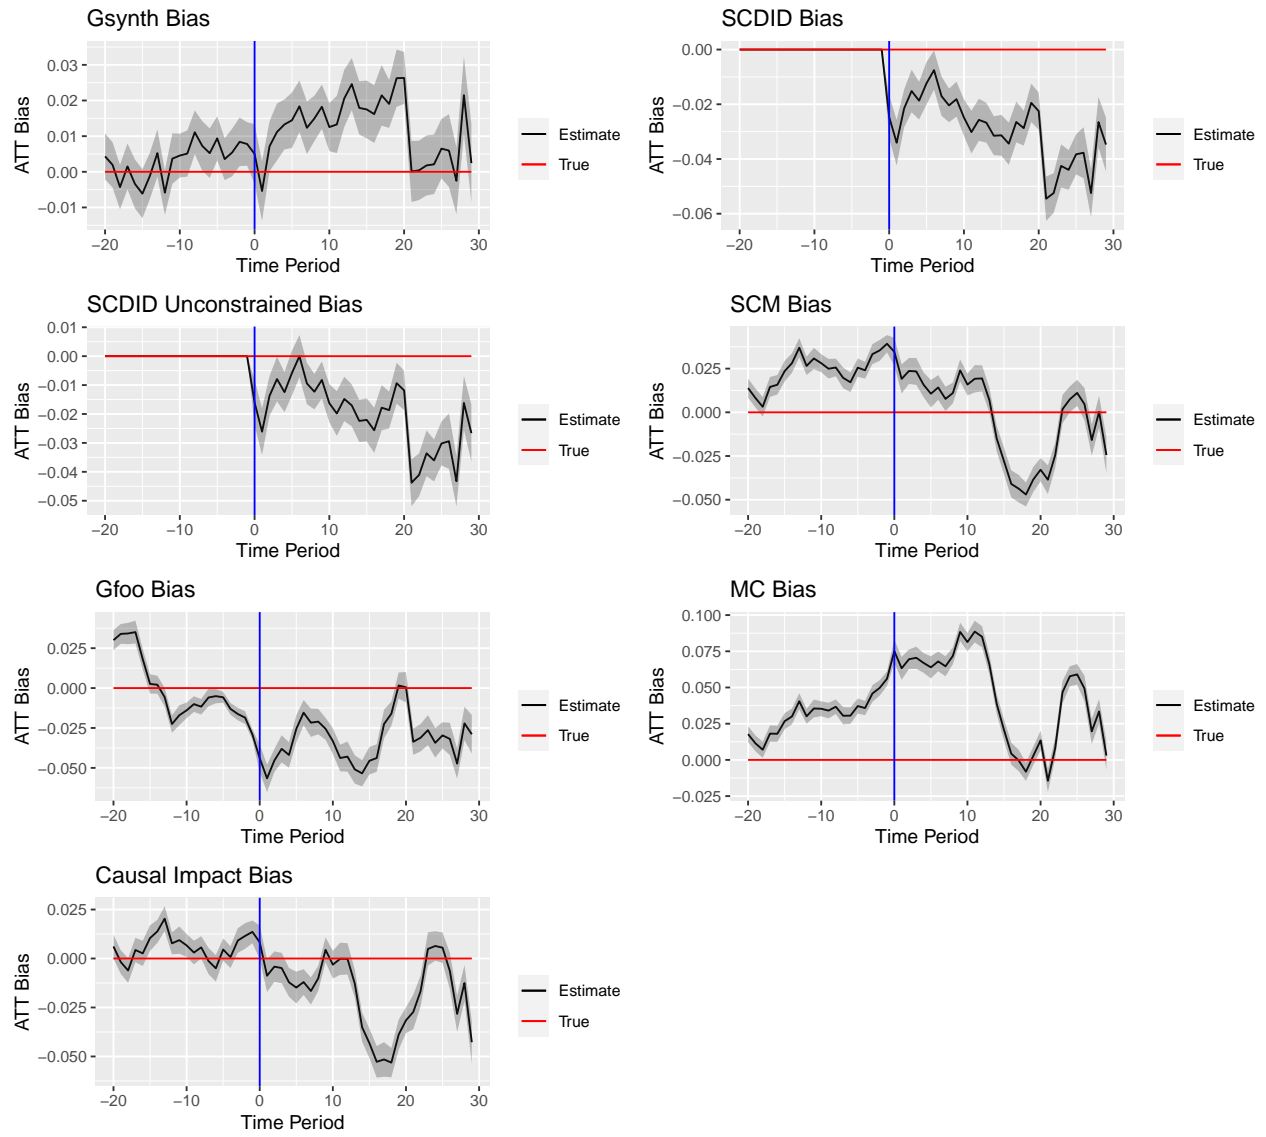 Gsynth Bias
ATT Bias
0.03
0.02
0.01
0.00
−0.01
−20
−10
0
10
20
30
Time Period
Estimate
True
SCDID Bias
ATT Bias
0.00
−0.02
−0.04
−0.06
−20
−10
0
10
20
30
Time Period
Estimate
True
SCDID Unconstrained Bias
ATT Bias
0.01
0.00
−0.01
−0.02
−0.03
−0.04
−0.05
−20
−10
0
10
20
30
Time Period
Estimate
True
SCM Bias
ATT Bias
0.025
0.000
−0.025
−0.050
−20
−10
0
10
20
30
Time Period
Estimate
True
Gfoo Bias
ATT Bias
0.025
0.000
−0.025
−0.050
−20
−10
0
10
20
30
Time Period
Estimate
True
MC Bias
ATT Bias
0.100
0.075
0.050
0.025
0.000
−0.025
−20
−10
0
10
20
30
Time Period
Estimate
True
Causal Impact Bias
ATT Bias
0.025
0.000
−0.025
−0.050
−20
−10
0
10
20
30
Time Period
Estimate
True